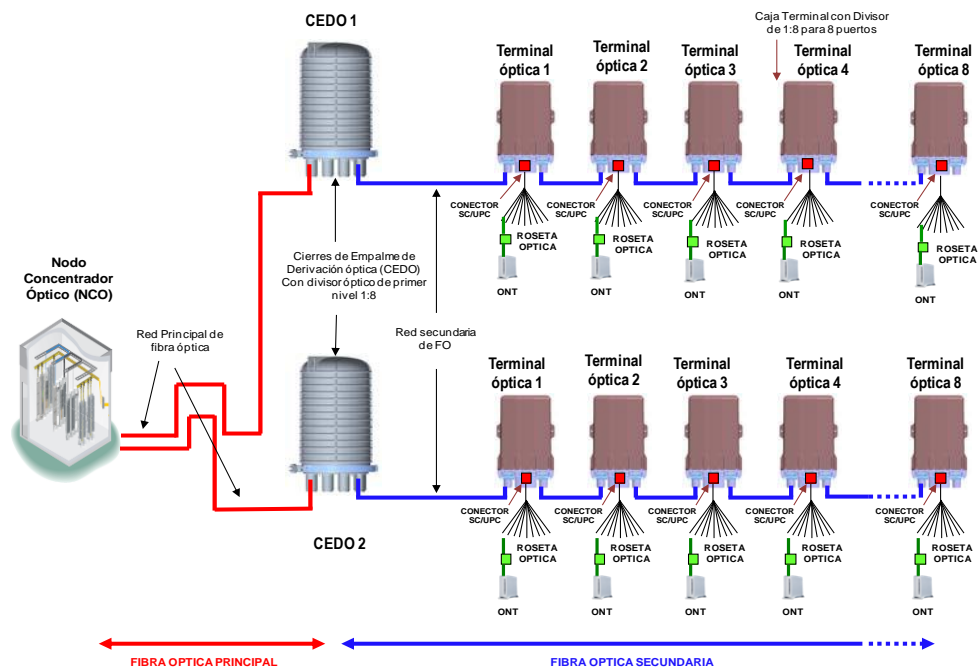 CEDO 1
Caja Terminal con Divisor
de 1:8 para 8 puertos
Terminal
óptica 1
Terminal
óptica 2
Terminal
óptica 3
Terminal
óptica 4
Terminal
óptica 8
CONECTOR
SC/UPC
CONECTOR
SC/UPC
CONECTOR
SC/UPC
CONECTOR
SC/UPC
CONECTOR
SC/UPC
ROSETA
OPTICA
ROSETA
OPTICA
ROSETA
OPTICA
ROSETA
OPTICA
ROSETA
OPTICA
ONT
ONT
ONT
ONT
ONT
Nodo
Concentrador
Óptico (NCO)
Cierres de Empalme de
Derivación óptica (CEDO)
Con divisor óptico de primer
nivel 1:8
Red Principal de
fibra óptica
Red secundaria
de FO
Terminal
óptica 1
Terminal
óptica 2
Terminal
óptica 3
Terminal
óptica 4
Terminal
óptica 8
CONECTOR
SC/UPC
CONECTOR
SC/UPC
CONECTOR
SC/UPC
CONECTOR
SC/UPC
CONECTOR
SC/UPC
CEDO 2
ROSETA
OPTICA
ROSETA
OPTICA
ROSETA
OPTICA
ROSETA
OPTICA
ROSETA
OPTICA
ONT
ONT
ONT
ONT
ONT
FIBRA OPTICA PRINCIPAL
FIBRA OPTICA SECUNDARIA